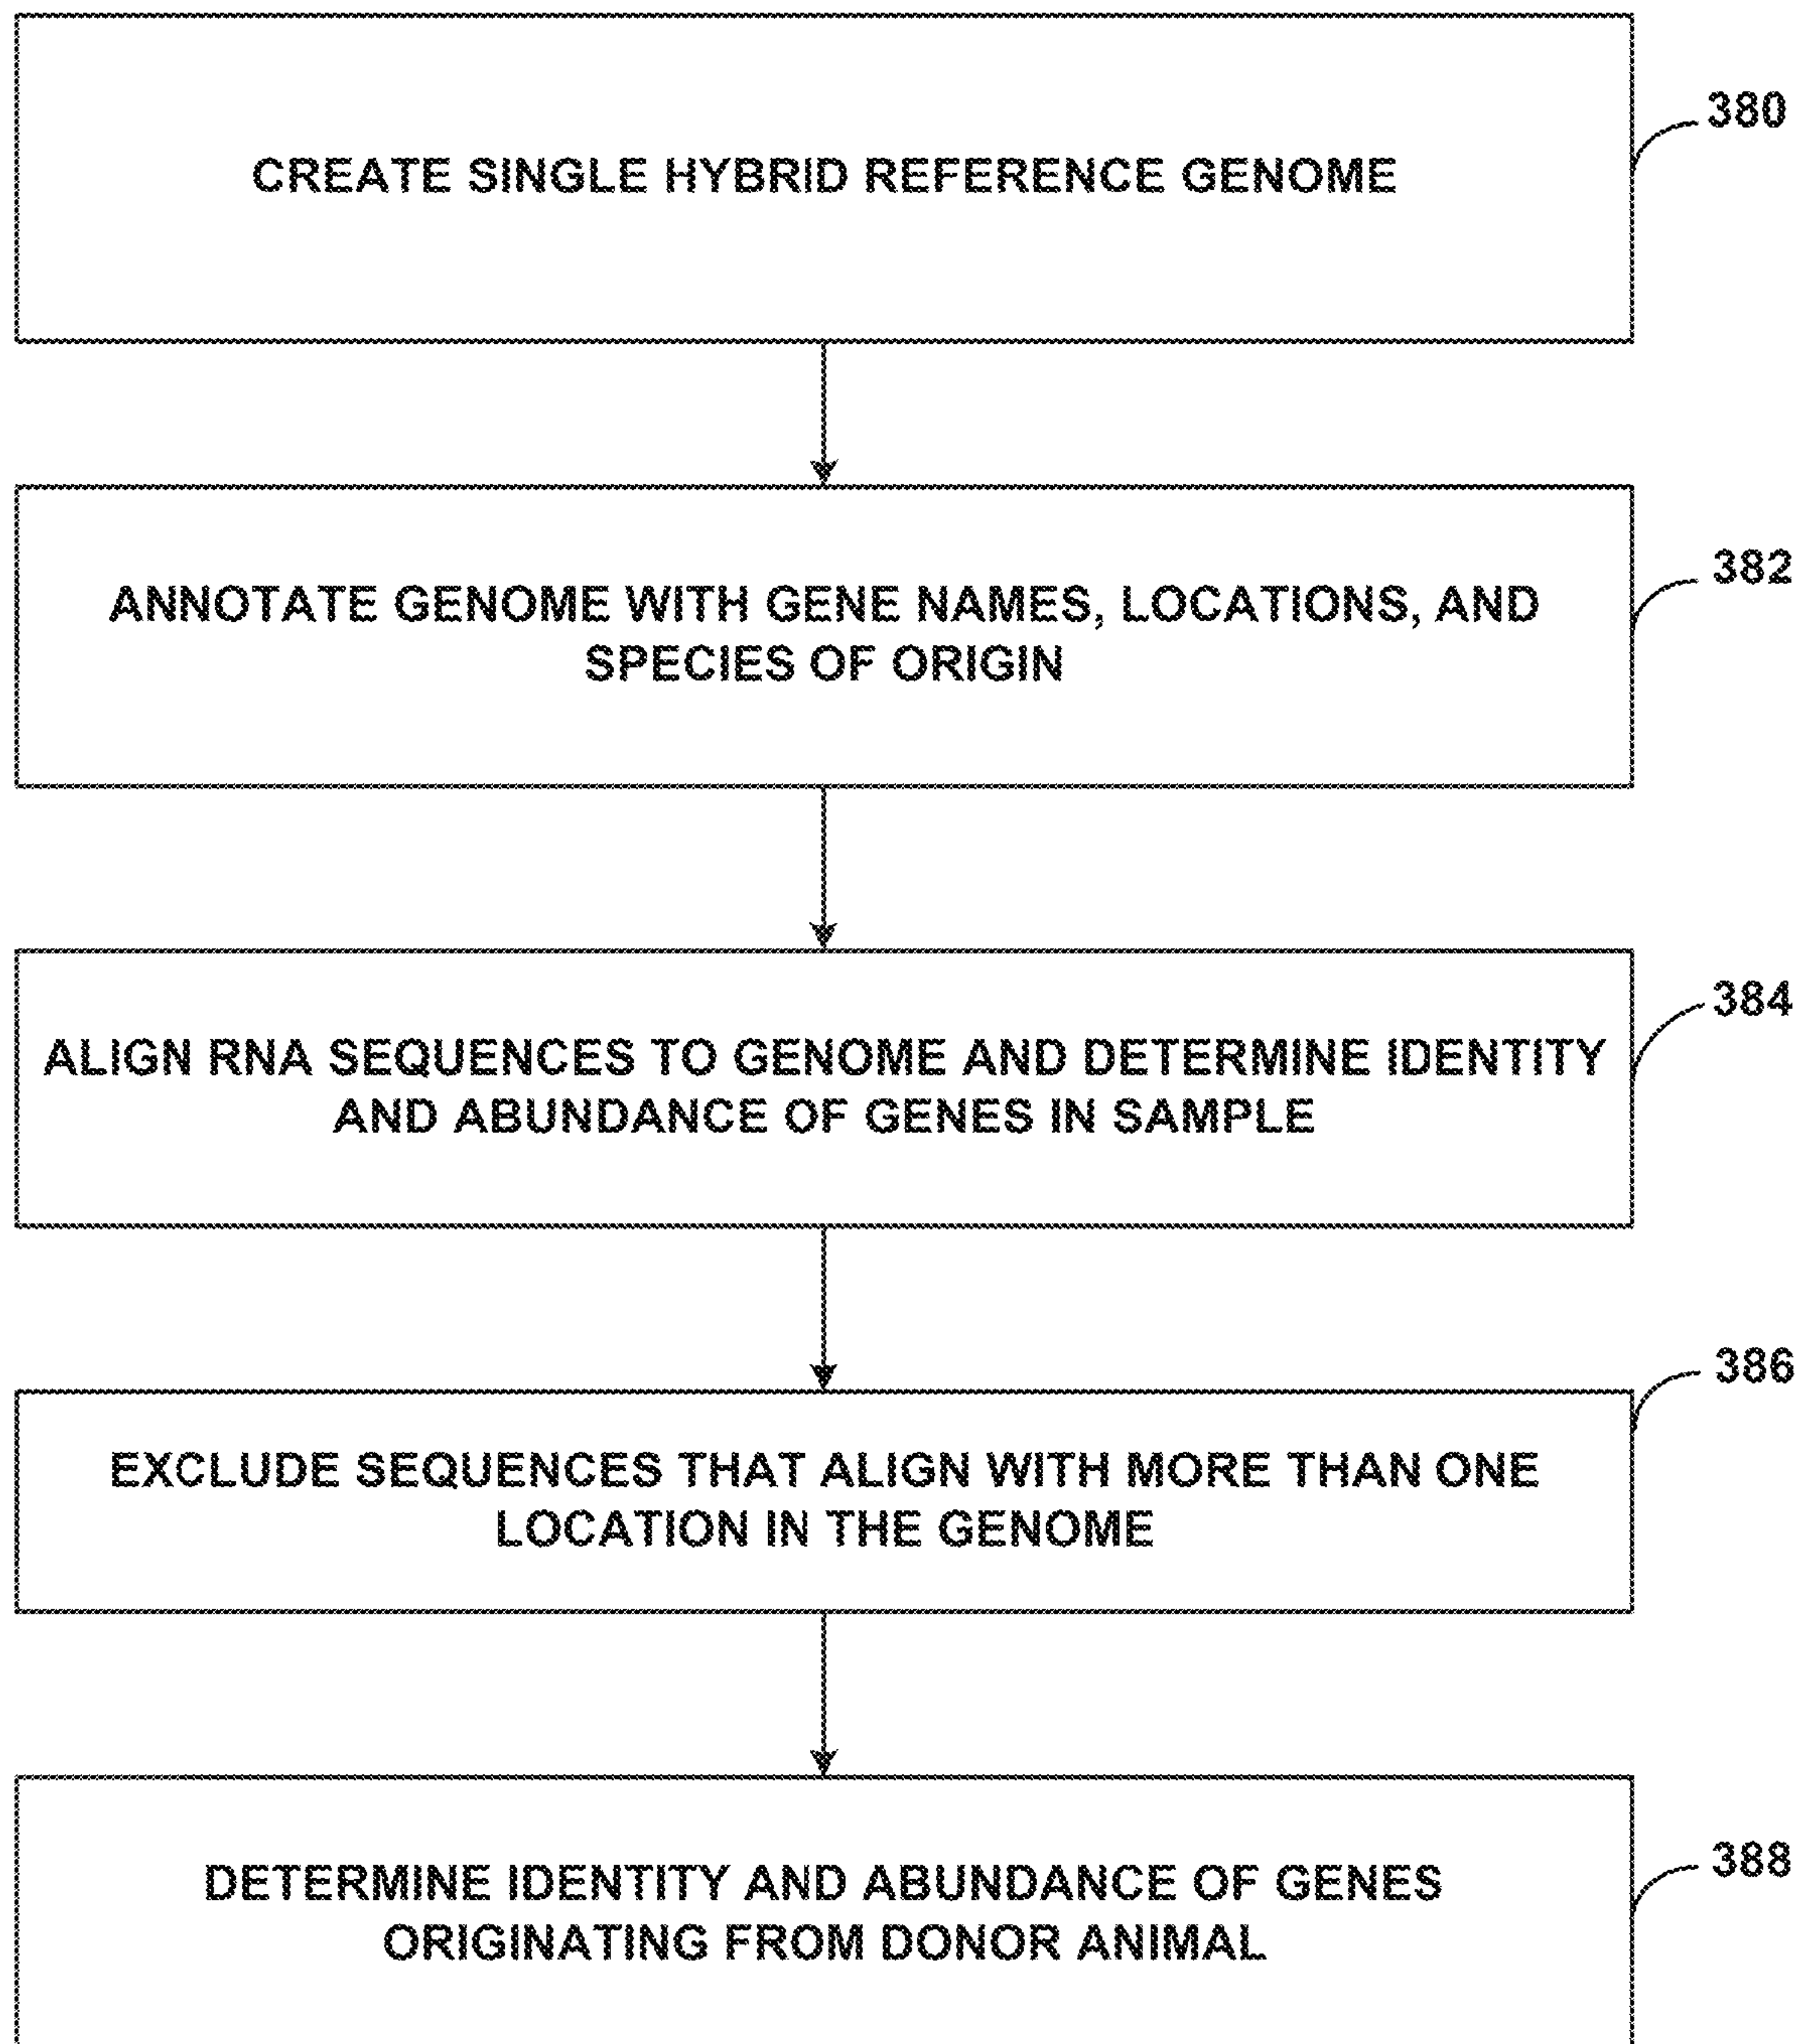 CREATE SINGLE HYBRID REFERENCE GENOME
380
ANNOTATE GENOME WITH GENE NAMES, LOCATIONS, AND
SPECIES OF ORIGIN
382
ALIGN RNA SEQUENCES TO GENOME AND DETERMINE IDENTITY
AND ABUNDANCE OF GENES IN SAMPLE
384
EXCLUDE SEQUENCES THAT ALIGN WITH MORE THAN ONE
LOCATION IN THE GENOME
386
DETERMINE IDENTITY AND ABUNDANCE OF GENES
ORIGINATING FROM DONOR ANIMAL
388